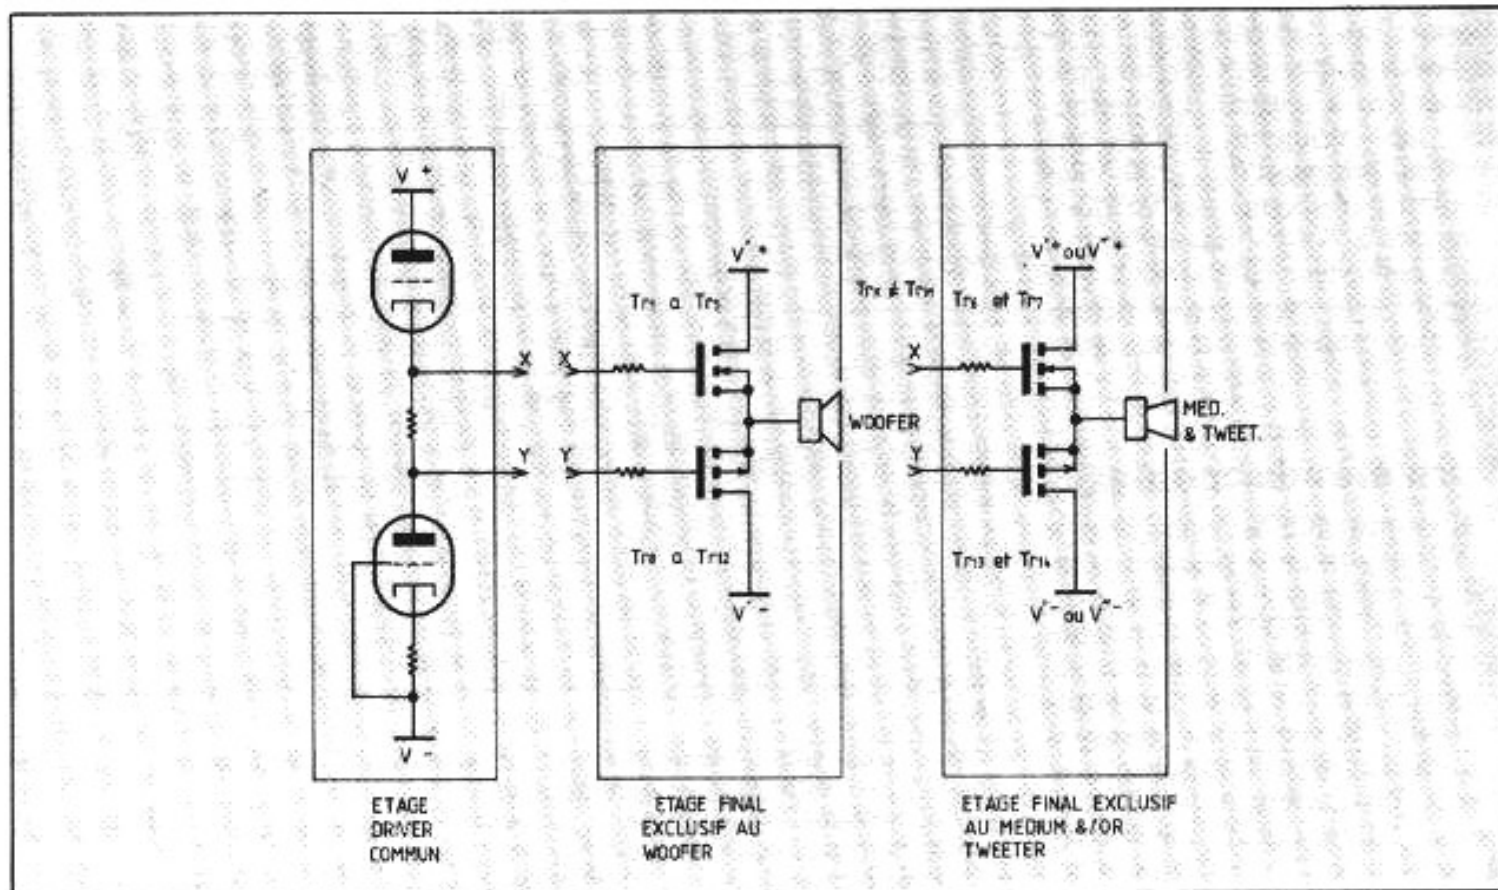 V +
X
Y
V -
ETAGE
DRIVER
COMMUN
V'+
Tr1 a Tr5
X
Y
WOOFER
Tr8 a Tr12
V'-
ETAGE FINAL
EXCLUSIF AU
WOOFER
V'+ ou V"+
Tr6 et Tr7
X
Y
MED.
& TWEET.
Tr13 et Tr14
V'- ou V"-
ETAGE FINAL EXCLUSIF
AU MEDIUM &/OR
TWEETER